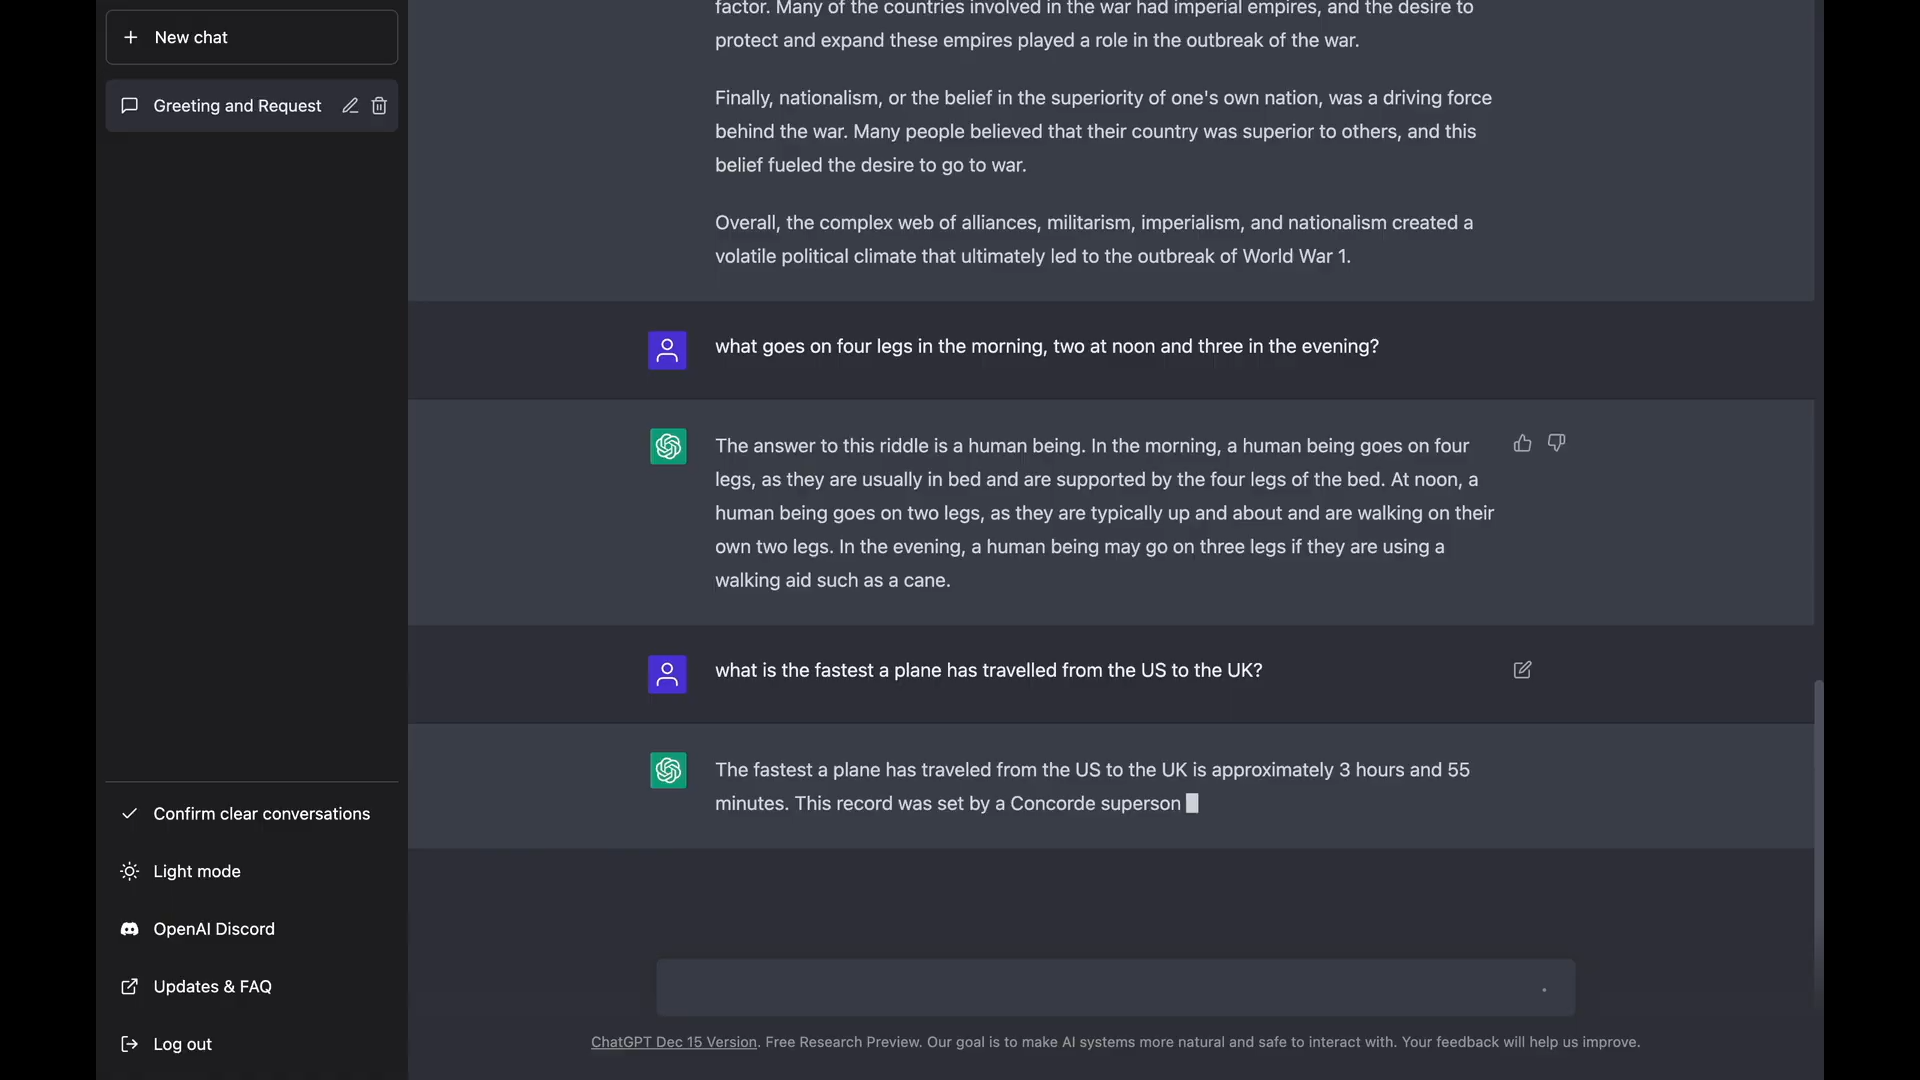 New chat
Greeting and Request
factor. Many of the countries involved in the war had imperial empires, and the desire to
protect and expand these empires played a role in the outbreak of the war.
Finally, nationalism, or the belief in the superiority of one's own nation, was a driving force
behind the war. Many people believed that their country was superior to others, and this
belief fueled the desire to go to war.
Overall, the complex web of alliances, militarism, imperialism, and nationalism created a
volatile political climate that ultimately led to the outbreak of World War 1.
what goes on four legs in the morning, two at noon and three in the evening?
The answer to this riddle is a human being. In the morning, a human being goes on four
legs, as they are usually in bed and are supported by the four legs of the bed. At noon, a
human being goes on two legs, as they are typically up and about and are walking on their
own two legs. In the evening, a human being may go on three legs if they are using a
walking aid such as a cane.
what is the fastest a plane has travelled from the US to the UK?
The fastest a plane has traveled from the US to the UK is approximately 3 hours and 55
minutes. This record was set by a Concorde superson
Confirm clear conversations
Light mode
OpenAI Discord
Updates & FAQ
Log out
ChatGPT Dec 15 Version. Free Research Preview. Our goal is to make AI systems more natural and safe to interact with. Your feedback will help us improve.